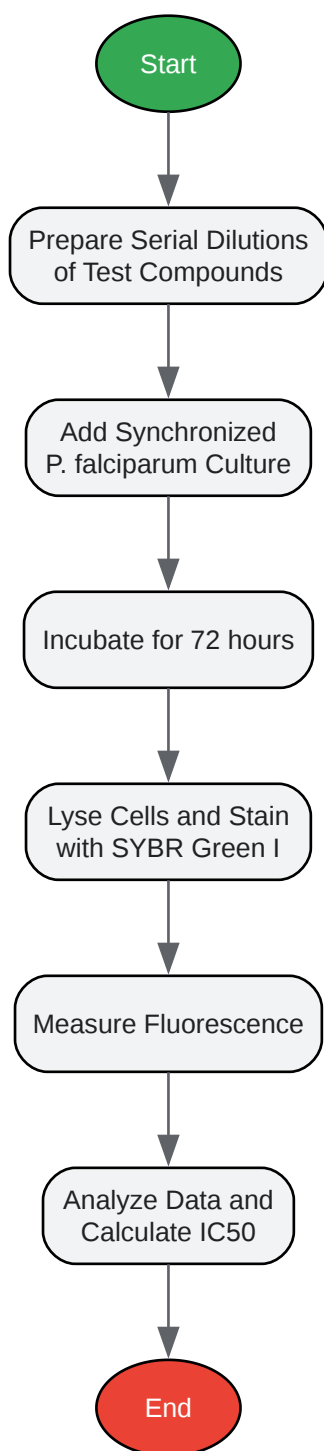 Start
Prepare Serial Dilutions
of Test Compounds
Add Synchronized
P. falciparum Culture
Incubate for 72 hours
Lyse Cells and Stain
with SYBR Green I
Measure Fluorescence
Analyze Data and
Calculate IC50
End